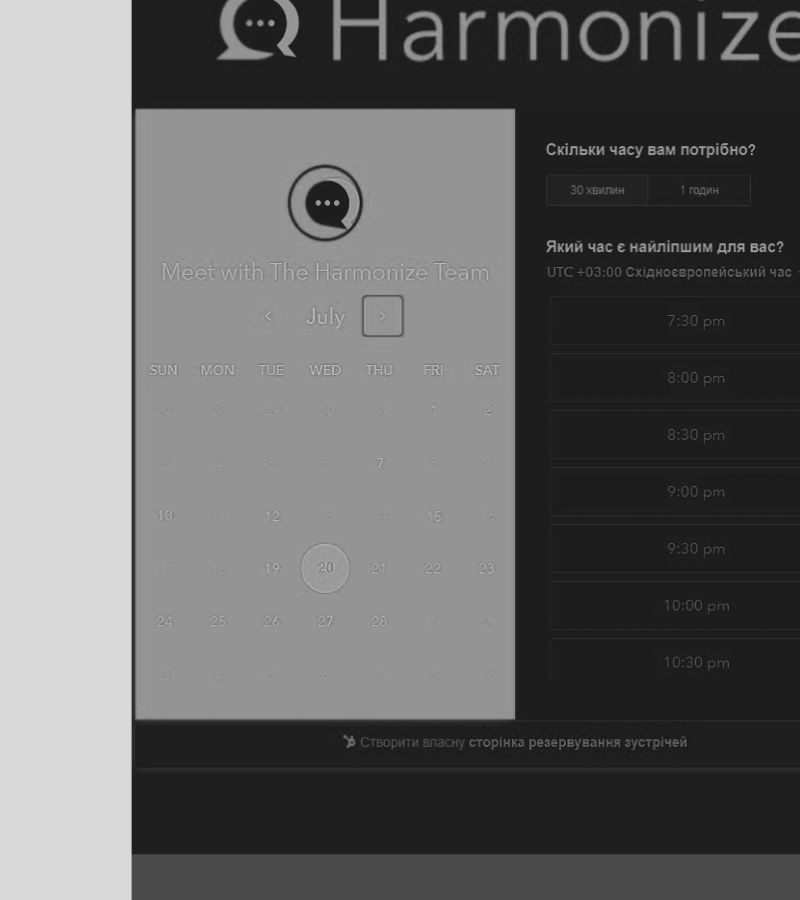 Harmonize
Meet with The Harmonize Team
‹ July ›
SUN MON TUE WED THU FRI SAT
27 28 29 30 31 1 2
3 4 5 6 7 8 9
10 11 12 13 14 15 16
17 18 19 20 21 22 23
24 25 26 27 28 1 2
3 4 5 6 7 8 9
Скільки часу вам потрібно?
30 хвилин 1 годин
Який час є найліпшим для вас?
UTC +03:00 Східноєвропейський час
7:30 pm
8:00 pm
8:30 pm
9:00 pm
9:30 pm
10:00 pm
10:30 pm
Створити власну сторінка резервування зустрічей